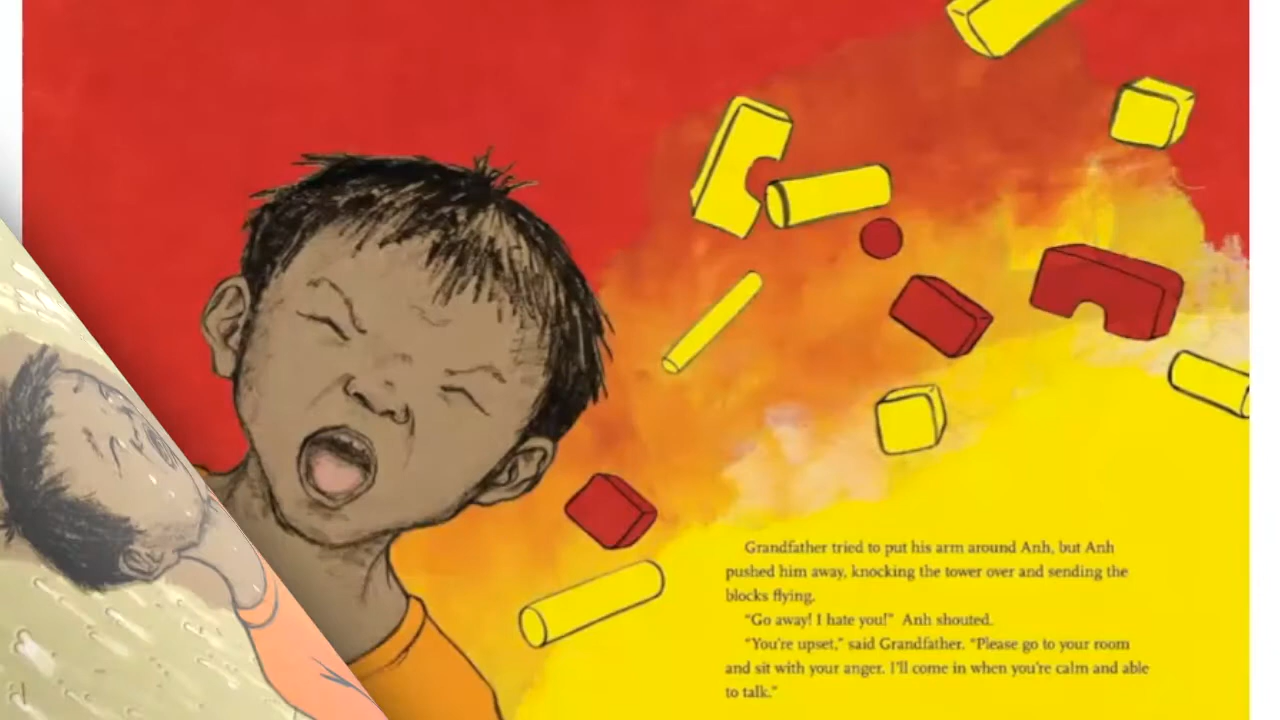 Grandfather tried to put his arm around Anh, but Anh
pushed him away, knocking the tower over and sending the
blocks flying.
"Go away! I hate you!" Anh shouted.
"You're upset," said Grandfather. "Please go to your room
and sit with your anger. I'll come in when you're calm and able
to talk."